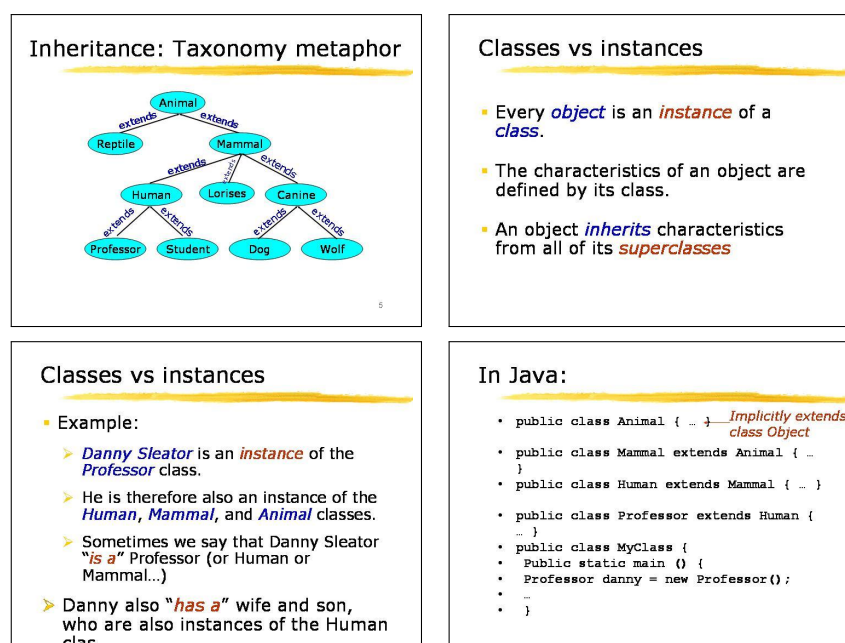 Inheritance: Taxonomy metaphor
Animal
extends extends
Reptile Mammal
extends extends extends
Human Lorises Canine
extends extends extends extends
Professor Student Dog Wolf
5
Classes vs instances
Every object is an instance of a
class.
The characteristics of an object are
defined by its class.
An object inherits characteristics
from all of its superclasses
Classes vs instances
Example:
Danny Sleator is an instance of the
Professor class.
He is therefore also an instance of the
Human, Mammal, and Animal classes.
Sometimes we say that Danny Sleator
“is a” Professor (or Human or
Mammal…)
Danny also “has a” wife and son,
who are also instances of the Human
clas
In Java:
• public class Animal { … } Implicitly extends
class Object
• public class Mammal extends Animal { …
}
• public class Human extends Mammal { … }
• public class Professor extends Human {
… }
• public class MyClass {
• Public static main () {
• Professor danny = new Professor();
• …
• }